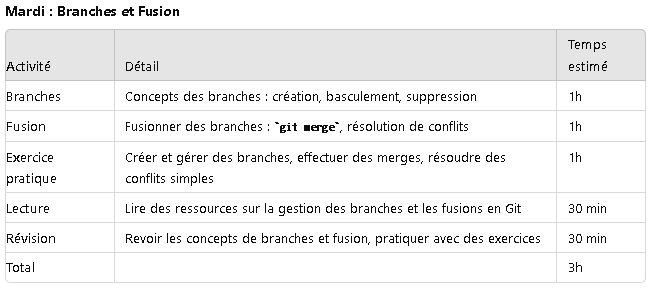 Mardi : Branches et Fusion
Activité Détail Temps estimé
Branches Concepts des branches : création, basculement, suppression 1h
Fusion Fusionner des branches : `git merge`, résolution de conflits 1h
Exercice pratique Créer et gérer des branches, effectuer des merges, résoudre des conflits simples 1h
Lecture Lire des ressources sur la gestion des branches et les fusions en Git 30 min
Révision Revoir les concepts de branches et fusion, pratiquer avec des exercices 30 min
Total 3h